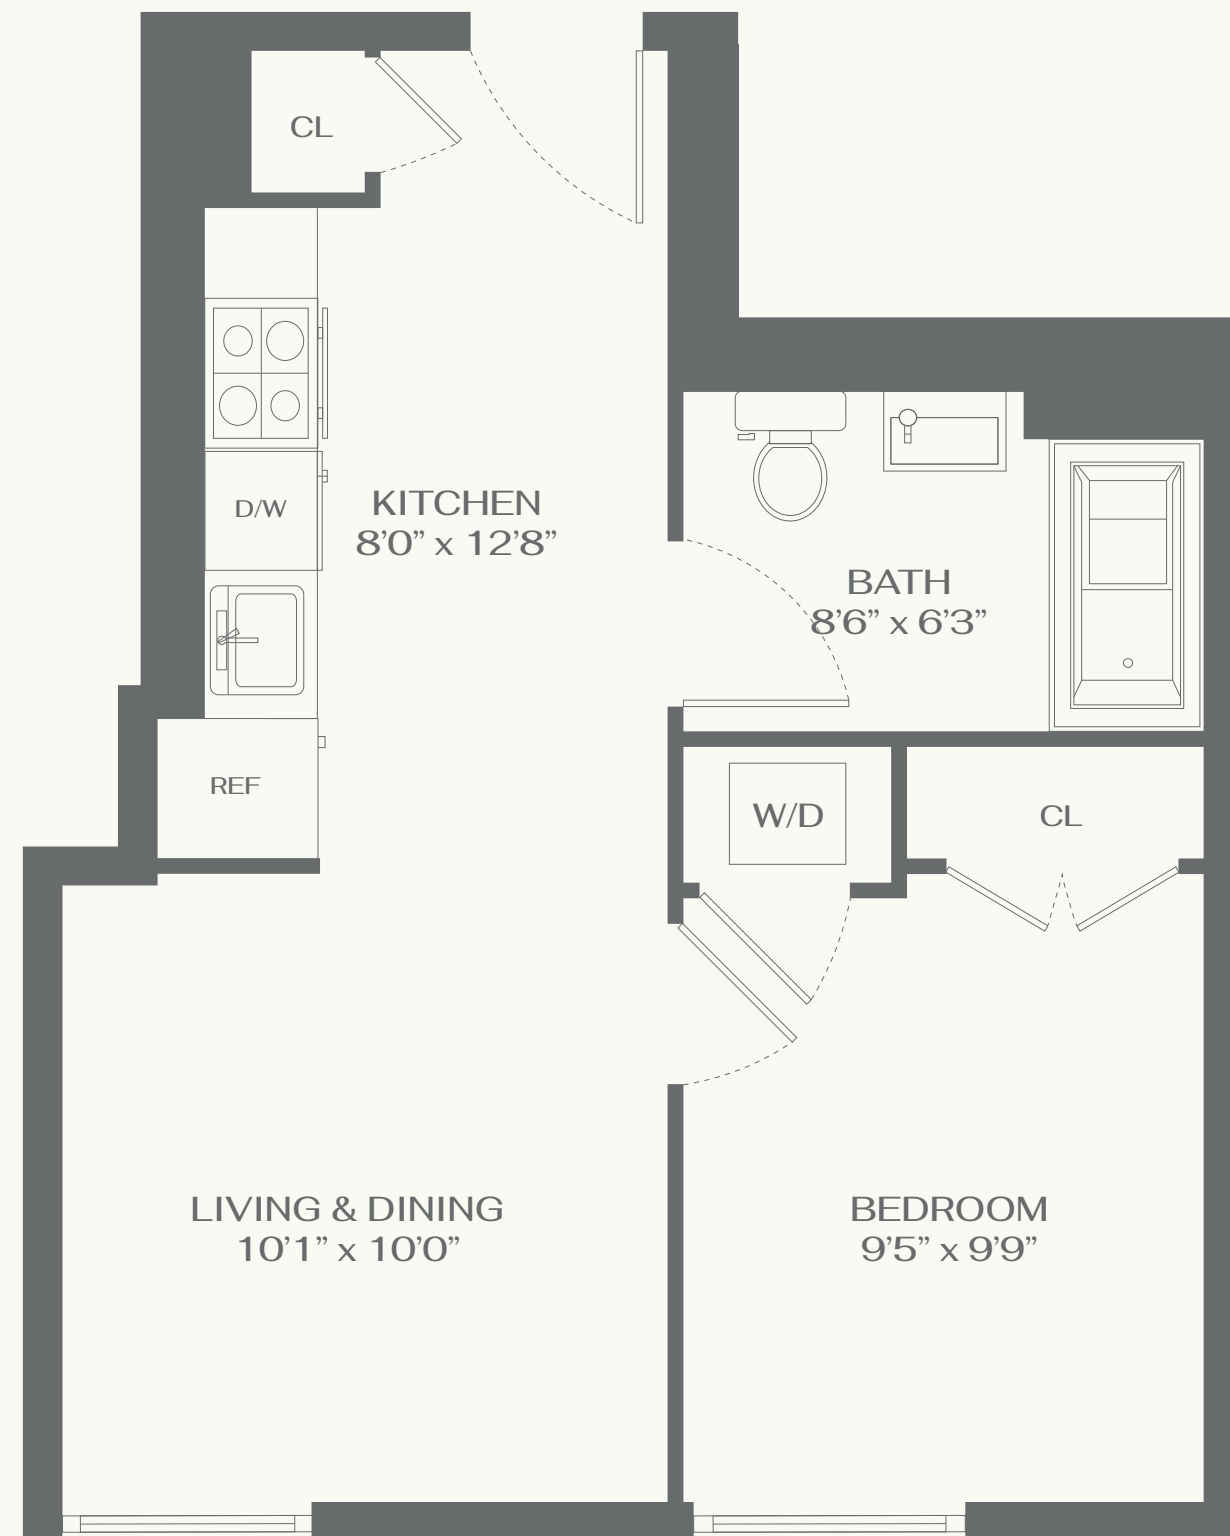 CL
D/W
KITCHEN
8’0” x 12’8”
BATH
8’6” x 6’3”
REF
W/D
CL
LIVING & DINING
10’1” x 10’0”
BEDROOM
9’5” x 9’9”